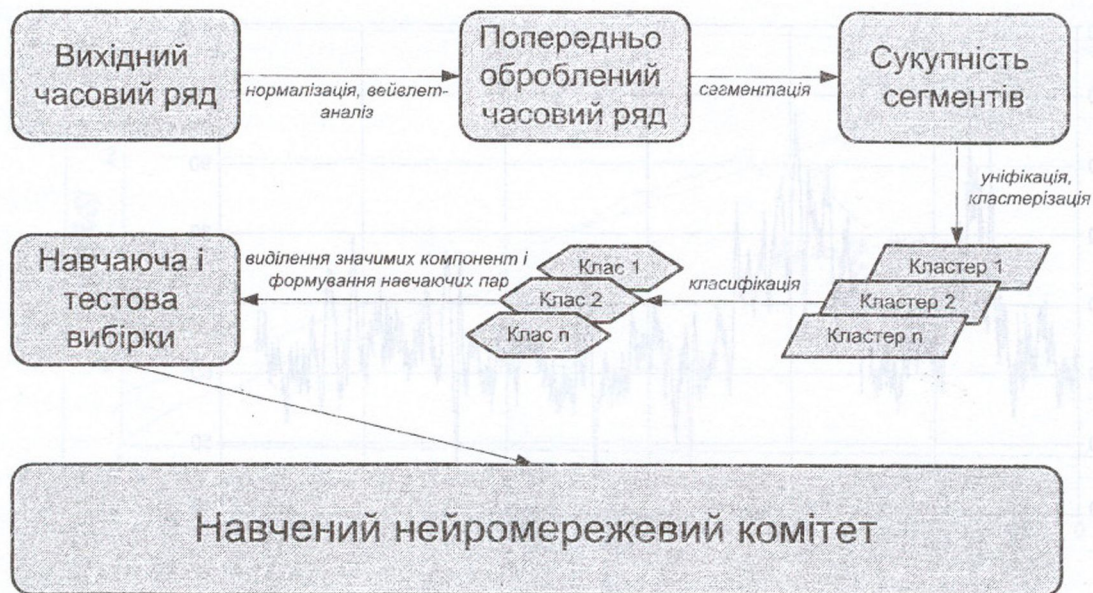 Вихідний
часовий ряд
нормалізація, вейвлет-
аналіз
Попередньо
оброблений
часовий ряд
сегментація
Сукупність
сегментів
уніфікація,
кластерізація
Кластер 1
Кластер 2
Кластер n
класифікація
Клас 1
Клас 2
Клас n
виділення значимих компонент і
формування навчаючих пар
Навчаюча і
тестова
вибірки
Навчений нейромережевий комітет